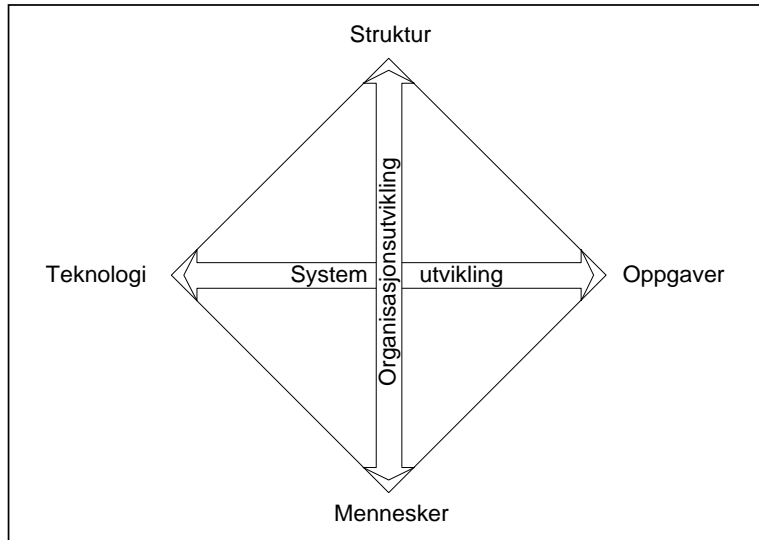 Struktur
Organisasjonsutvikling
Teknologi
System utvikling
Oppgaver
Mennesker